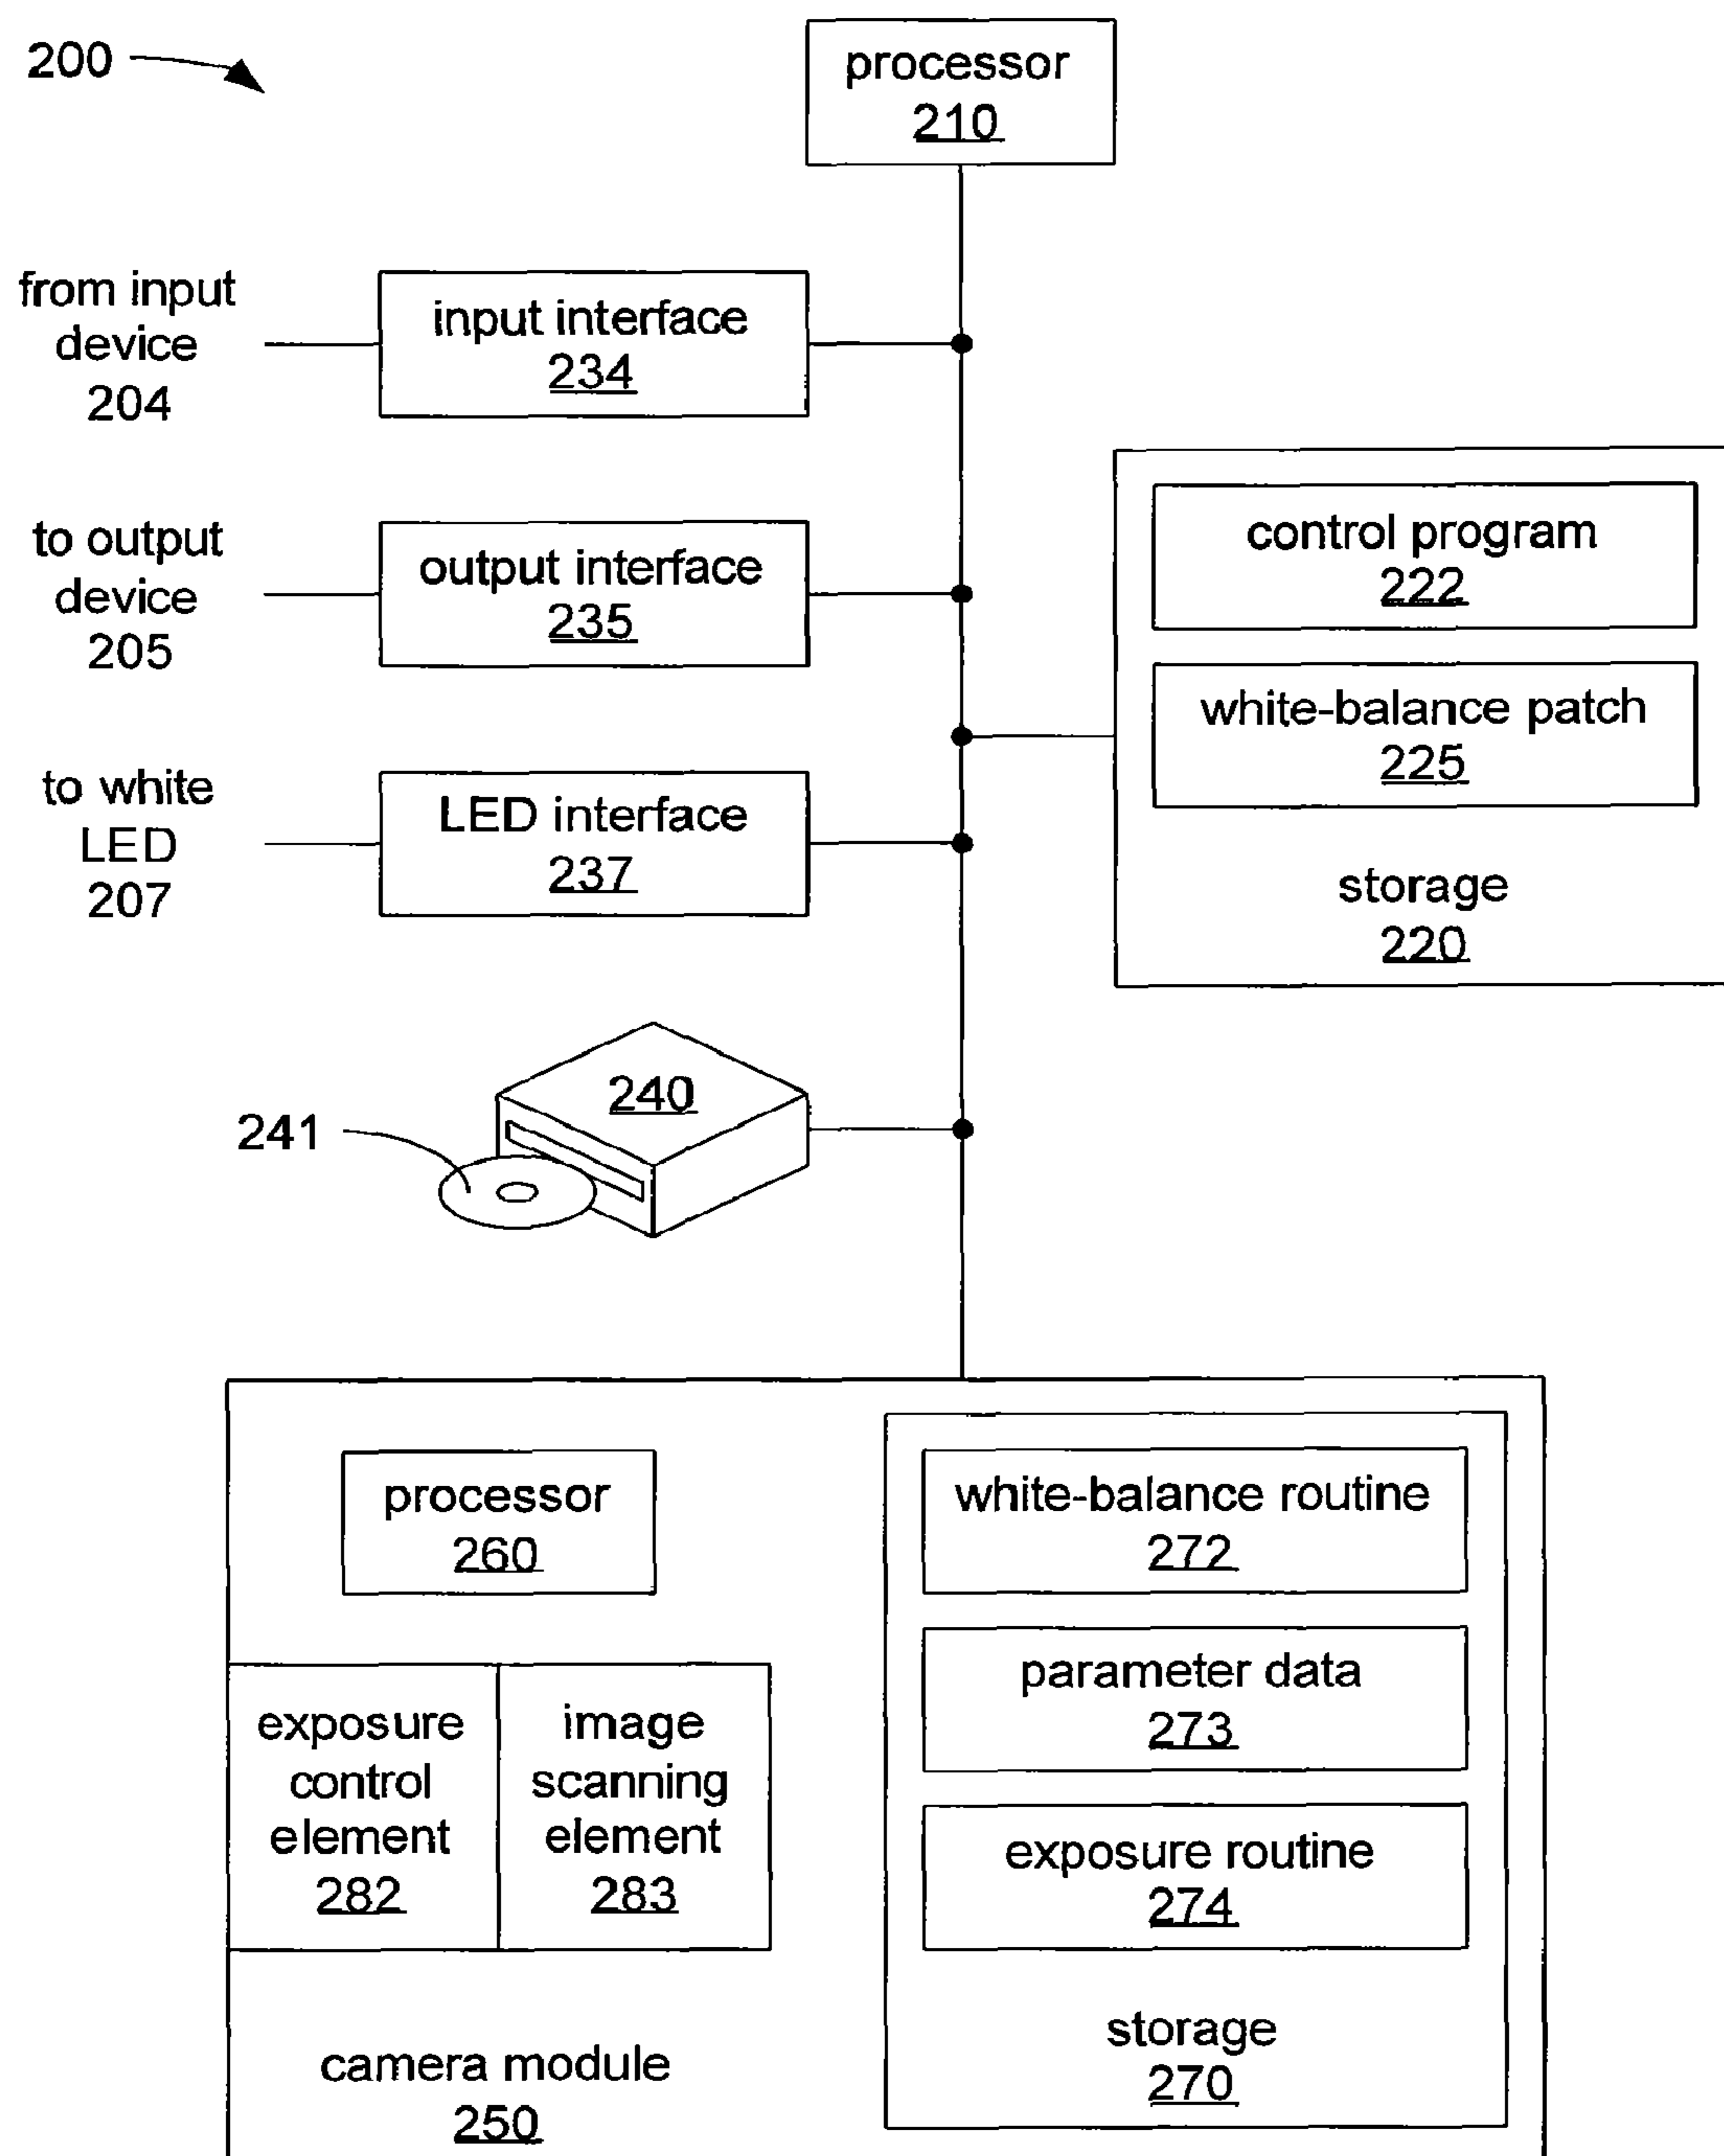 200
processor
210
from input
device
204
input interface
234
to output
device
205
output interface
235
control program
222
white-balance patch
225
storage
220
to white
LED
207
LED interface
237
240
241
processor
260
exposure
control
element
282
image
scanning
element
283
camera module
250
white-balance routine
272
parameter data
273
exposure routine
274
storage
270